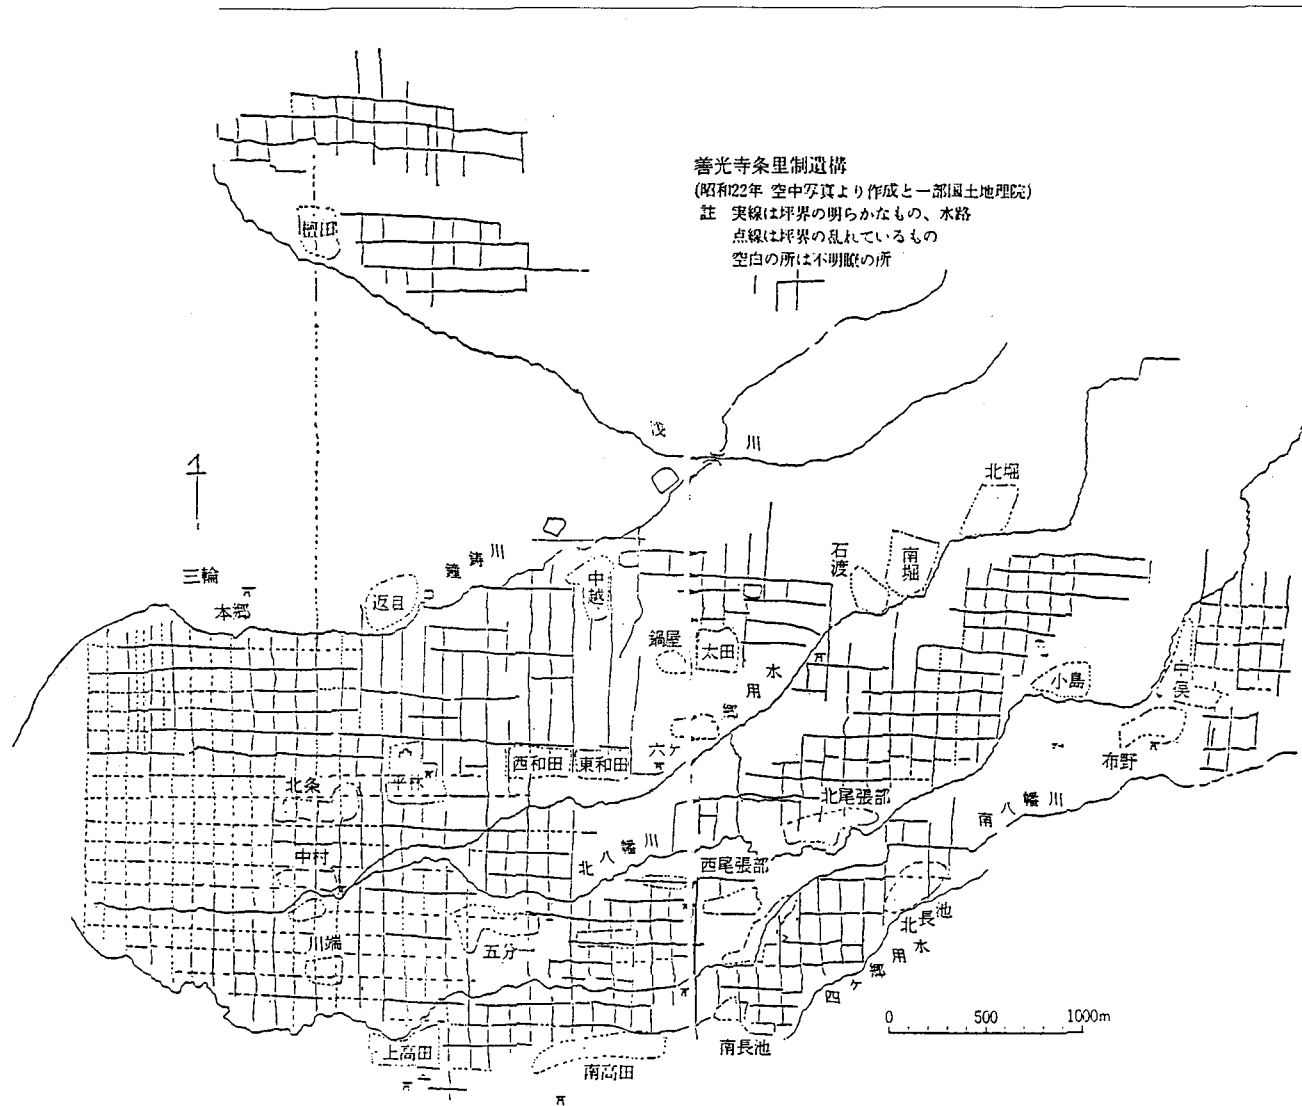 善光寺条里制遺構
(昭和22年 空中写真より作成と一部国土地理院)
註 実線は坪界の明らかなもの、水路
点線は坪界の乱れているもの
空白の所は不明瞭の所
浅川
北堀
石渡
南堀
三輪
本郷
返目
中越
鍋屋
太田
六ヶ郷用水
小島
中俣
布野
西和田
東和田
北条
平林
北尾張部
南八幡川
北八幡川
中村
西尾張部
北長池
川端
五分一
四ヶ郷用水
上高田
南高田
南長池
0 500 1000m